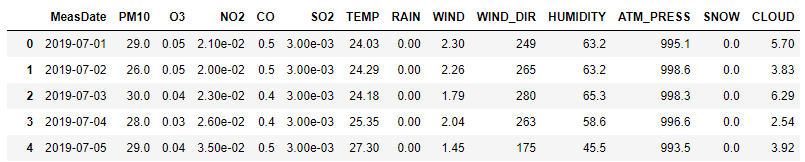 MeasDate PM10 O3 NO2 CO SO2 TEMP RAIN WIND WIND_DIR HUMIDITY ATM_PRESS SNOW CLOUD
0 2019-07-01 29.0 0.05 2.10e-02 0.5 3.00e-03 24.03 0.00 2.30 249 63.2 995.1 0.0 5.70
1 2019-07-02 26.0 0.05 2.00e-02 0.5 3.00e-03 24.29 0.00 2.26 265 63.2 998.6 0.0 3.83
2 2019-07-03 30.0 0.04 2.30e-02 0.4 3.00e-03 24.18 0.00 1.79 280 65.3 998.3 0.0 6.29
3 2019-07-04 28.0 0.03 2.60e-02 0.4 3.00e-03 25.35 0.00 2.04 263 58.6 996.6 0.0 2.54
4 2019-07-05 29.0 0.04 3.50e-02 0.5 3.00e-03 27.30 0.00 1.45 175 45.5 993.5 0.0 3.92